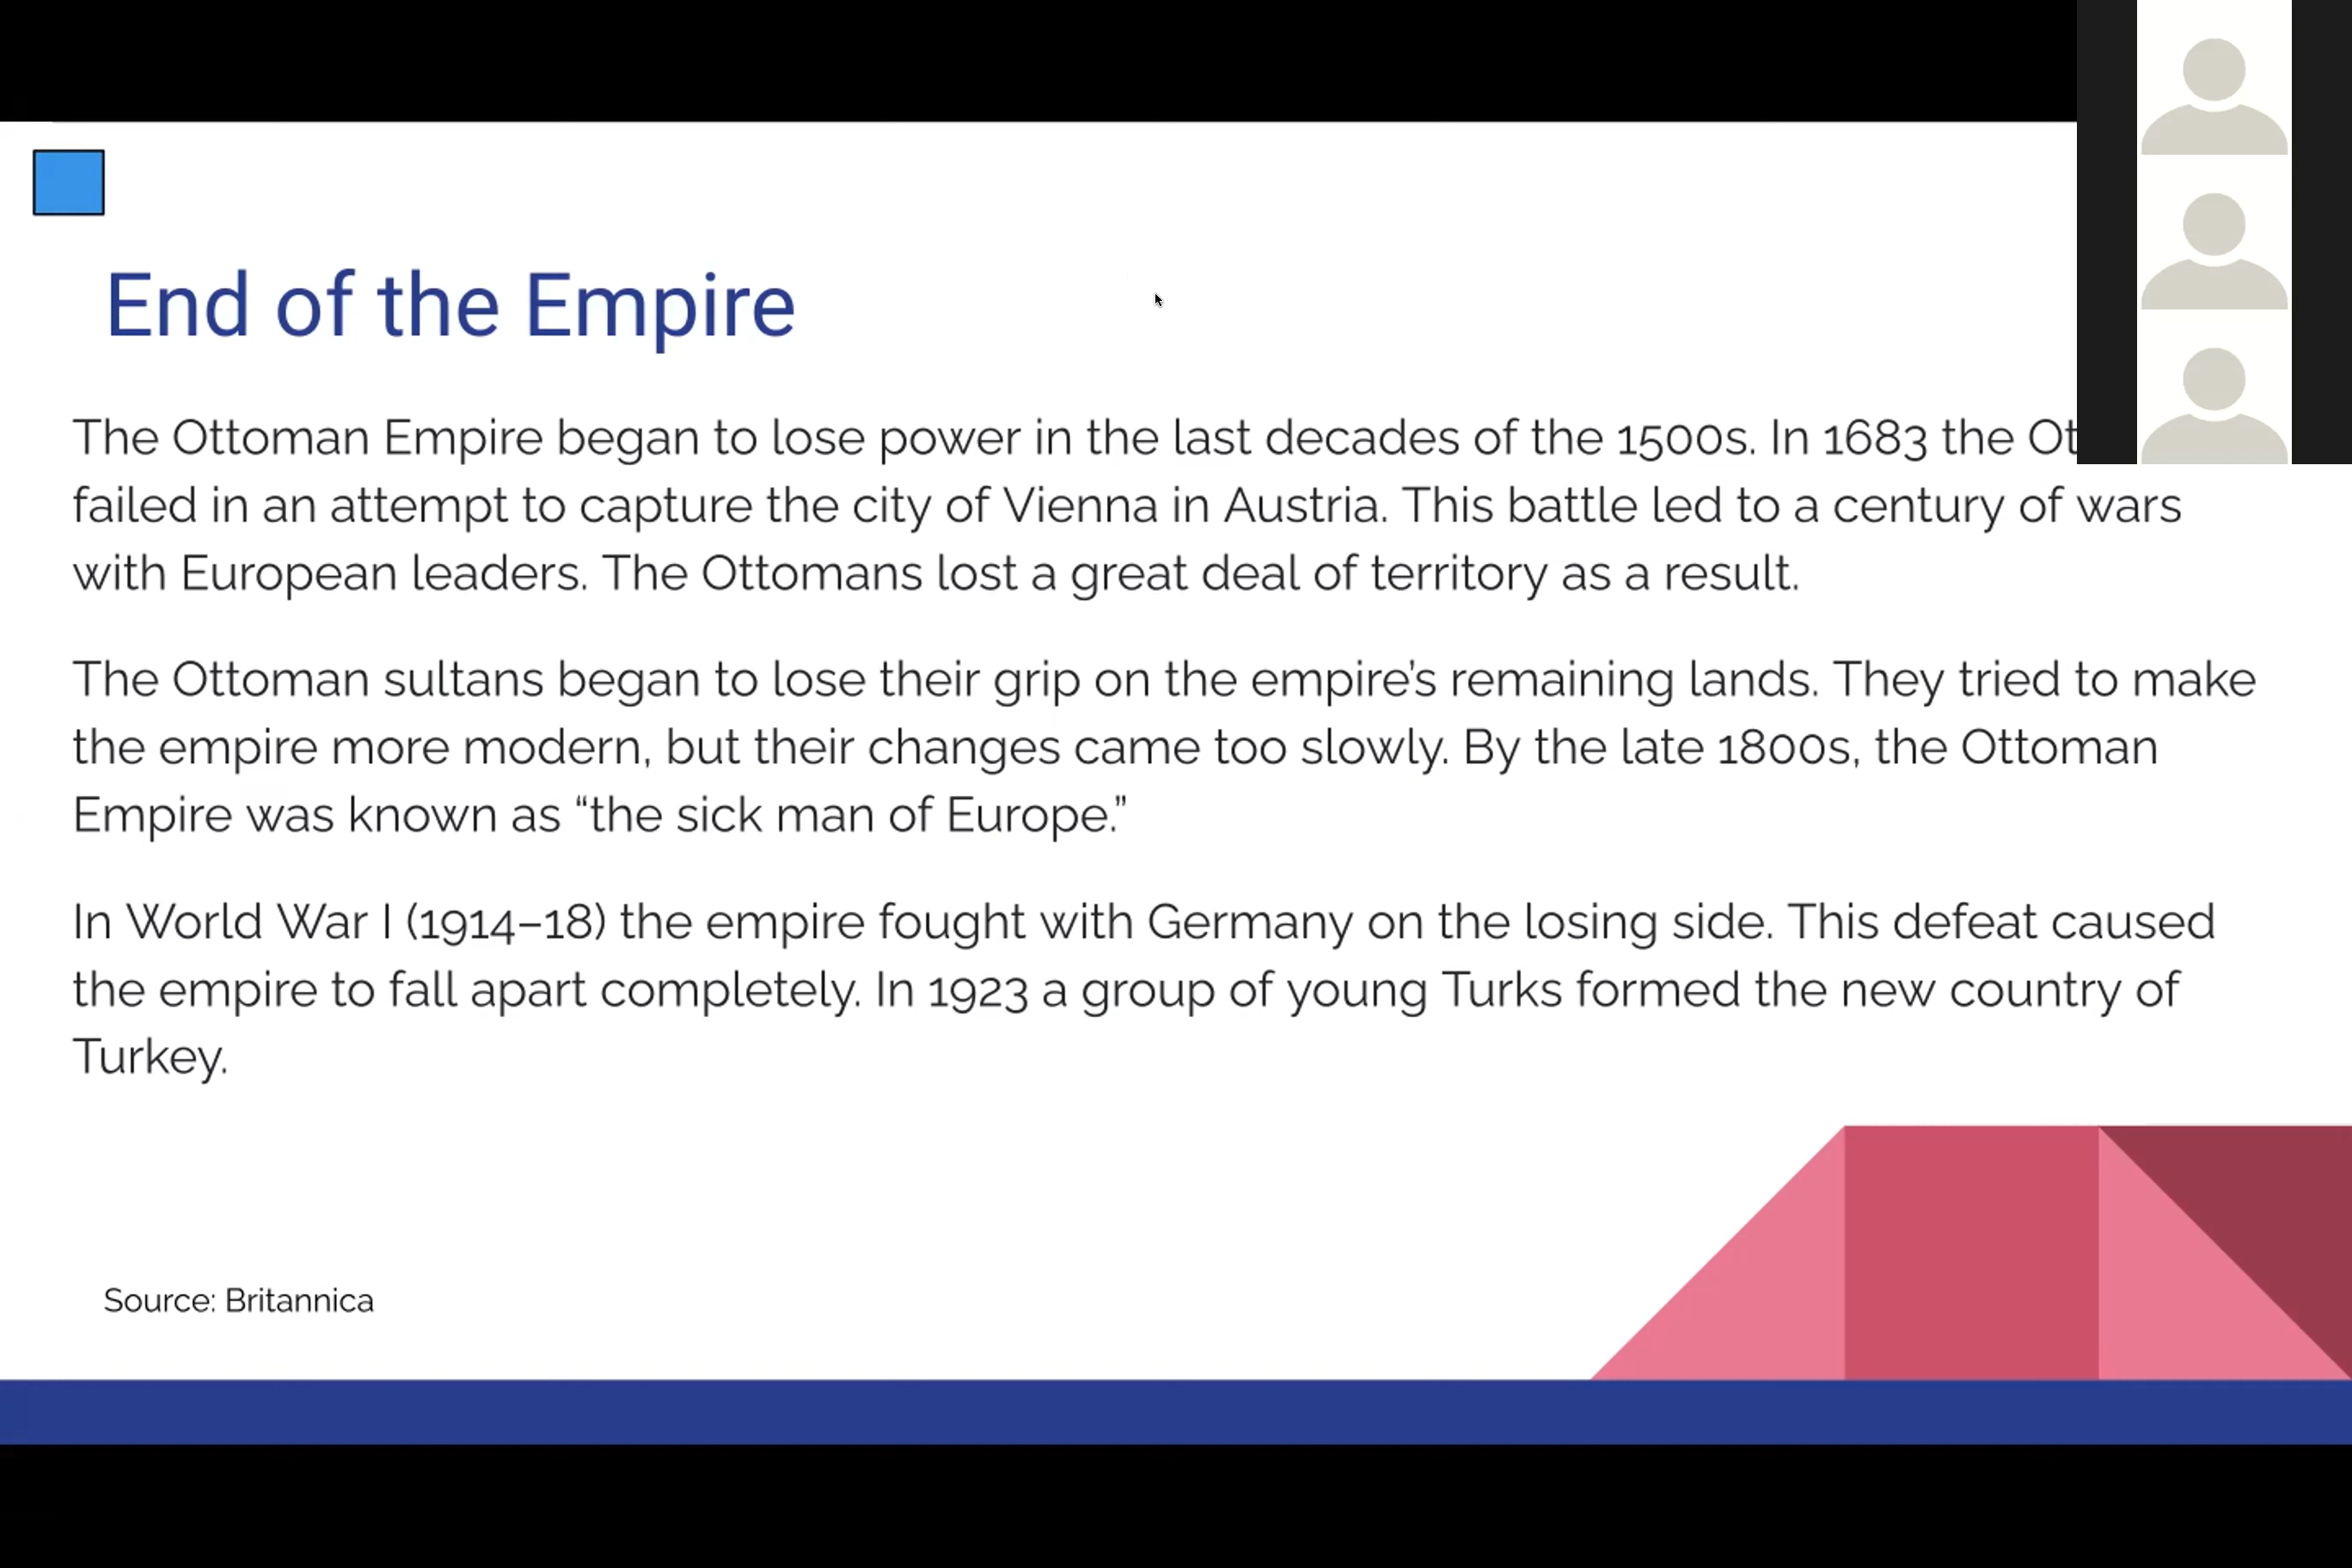 End of the Empire
The Ottoman Empire began to lose power in the last decades of the 1500s. In 1683 the
failed in an attempt to capture the city of Vienna in Austria. This battle led to a century of wars
with European leaders. The Ottomans lost a great deal of territory as a result.
The Ottoman sultans began to lose their grip on the empire’s remaining lands. They tried to make
the empire more modern, but their changes came too slowly. By the late 1800s, the Ottoman
Empire was known as “the sick man of Europe.”
In World War I (1914–18) the empire fought with Germany on the losing side. This defeat caused
the empire to fall apart completely. In 1923 a group of young Turks formed the new country of
Turkey.
Source: Britannica